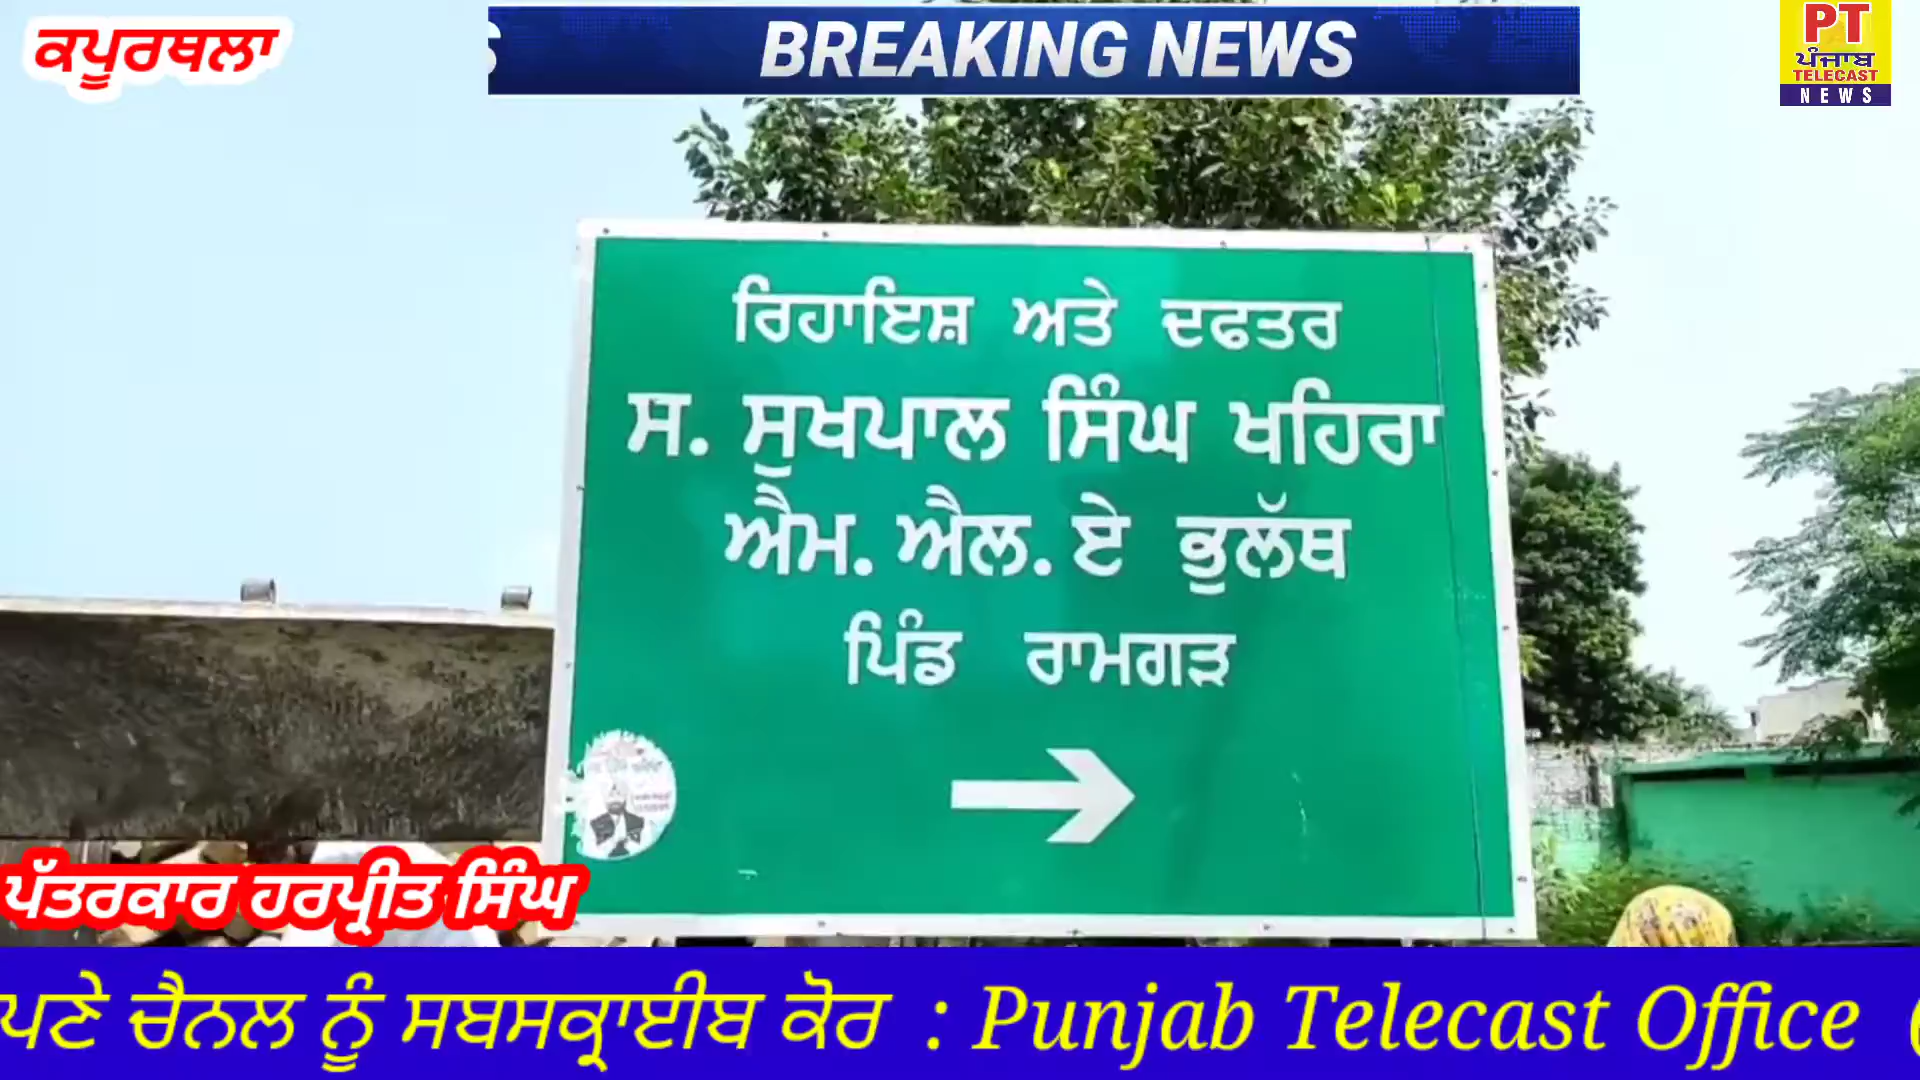 ਕਪੂਰਥਲਾ
BREAKING NEWS
PT
ਪੰਜਾਬ
TELECAST
NEWS
ਰਿਹਾਇਸ਼ ਅਤੇ ਦਫਤਰ
ਸ. ਸੁਖਪਾਲ ਸਿੰਘ ਖਹਿਰਾ
ਐਮ. ਐਲ. ਏ ਭੁਲੱਥ
ਪਿੰਡ ਰਾਮਗੜ
ਪੱਤਰਕਾਰ ਹਰਪ੍ਰੀਤ ਸਿੰਘ
ਪਣੇ ਚੈਨਲ ਨੂੰ ਸਬਸਕ੍ਰਾਈਬ ਕੋਰ : Punjab Telecast Office (